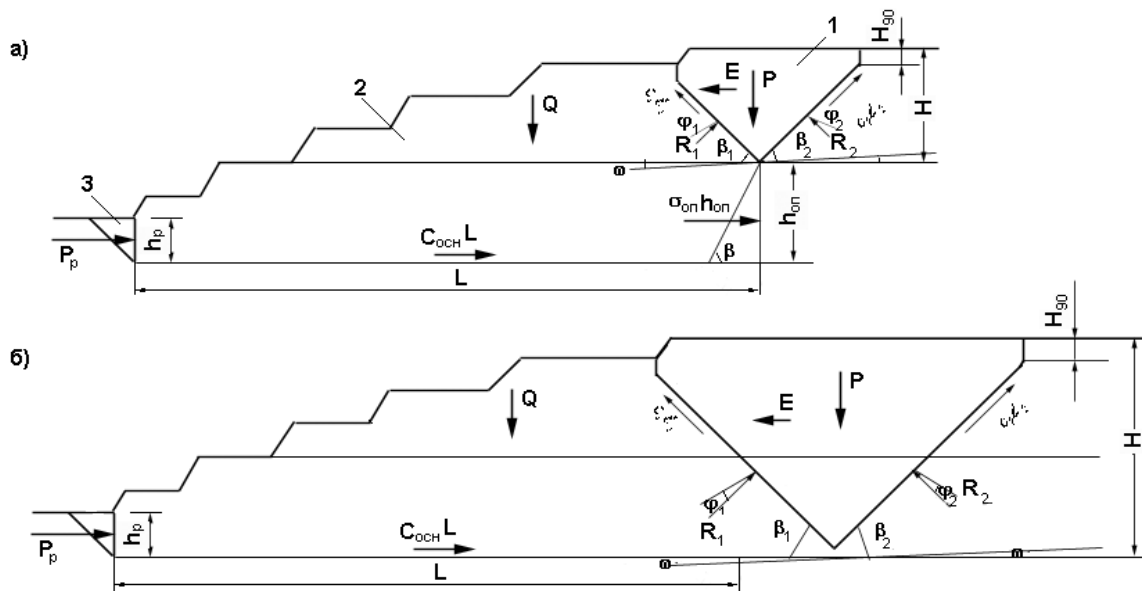 а)
1
H₉₀
2
E
P
Q
H
φ₁
φ₂
R₁
β₁
β₂
R₂
ω
3
σоп hоп
hоп
Pр
hр
Cосн L
β
L
б)
H₉₀
Q
P
E
H
φ₁
φ₂
R₂
R₁
β₁
β₂
Pр
hр
Cосн L
ω
ω
L